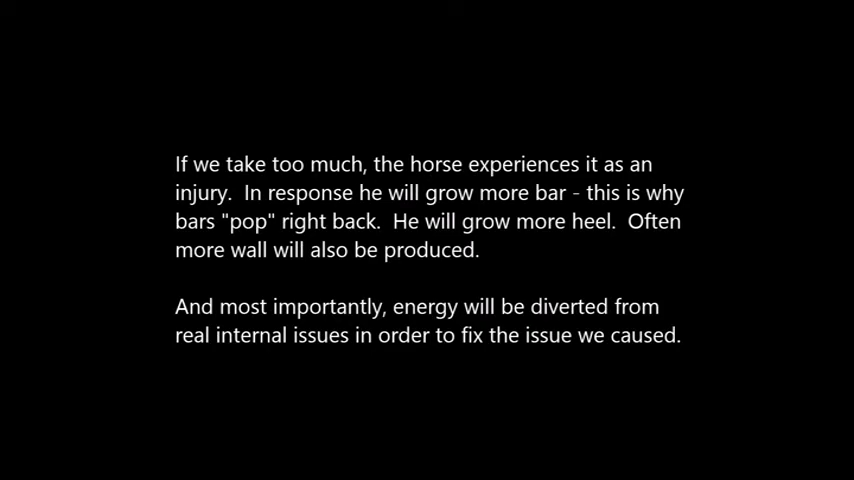 If we take too much, the horse experiences it as an
injury.  In response he will grow more bar - this is why
bars "pop" right back.  He will grow more heel.  Often
more wall will also be produced.
And most importantly, energy will be diverted from
real internal issues in order to fix the issue we caused.